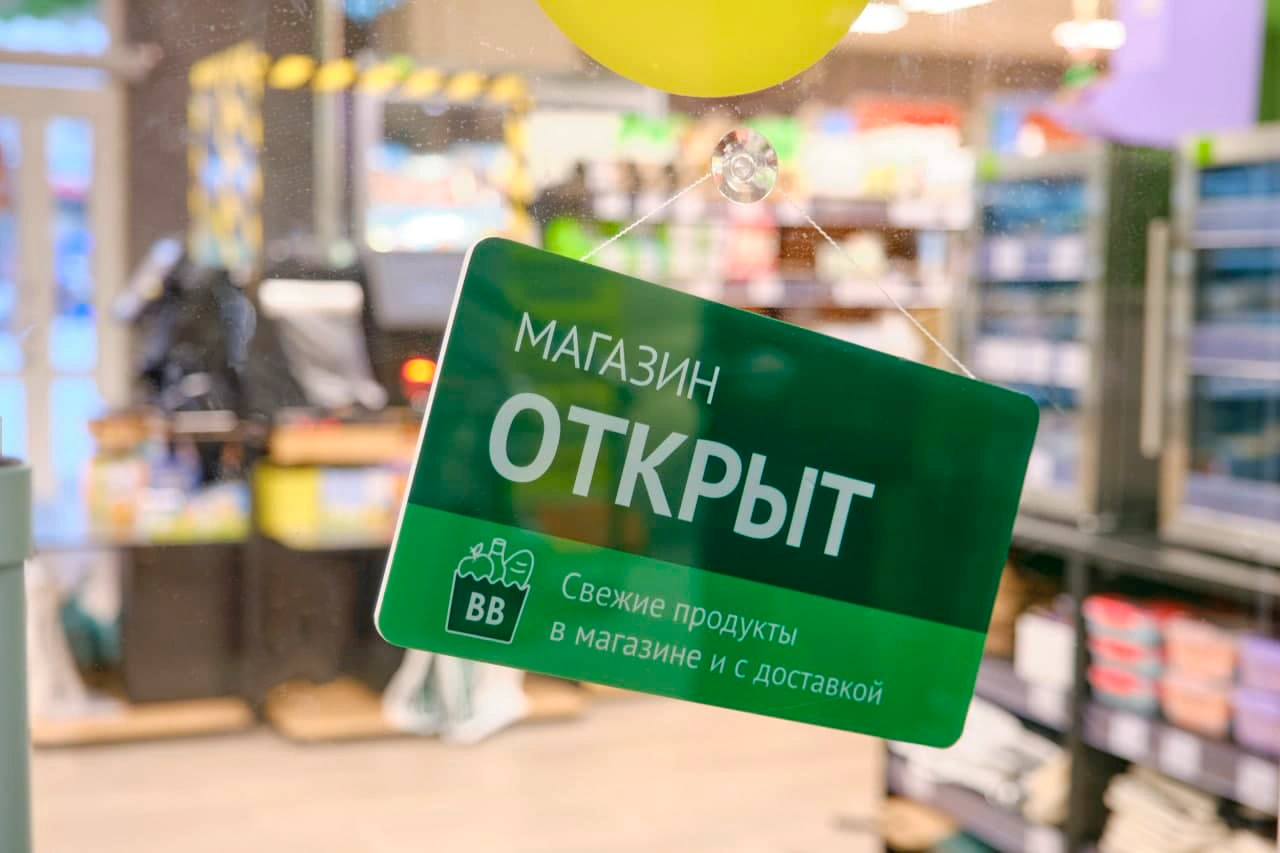 МАГАЗИН
ОТКРЫТ
ВВ
Свежие продукты
в магазине и с доставкой